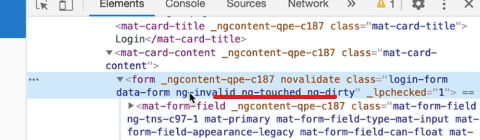 Elements Console Sources Network
<mat-card-title _ngcontent-qpe-c187 class="mat-card-title">
Login</mat-card-title>
▼<mat-card-content _ngcontent-qpe-c187 class="mat-card-
content">
··· ▼<form _ngcontent-qpe-c187 novalidate class="login-form
data-form ng-invalid ng-touched ng-dirty" _lpchecked="1"> ==
▶<mat-form-field _ngcontent-qpe-c187 class="mat-form-field
ng-tns-c97-1 mat-primary mat-form-field-type-mat-input mat-
form-field-appearance-legacy mat-form-field-can-float mat-